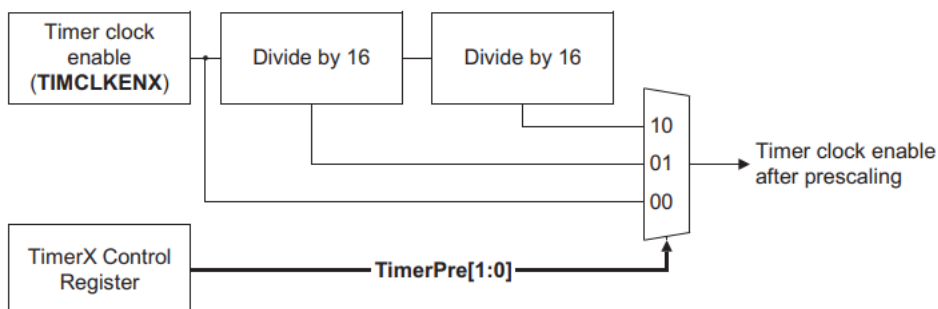 Timer clock
enable
(TIMCLKENX)
Divide by 16
Divide by 16
10
01
00
Timer clock enable
after prescaling
TimerX Control
Register
TimerPre[1:0]